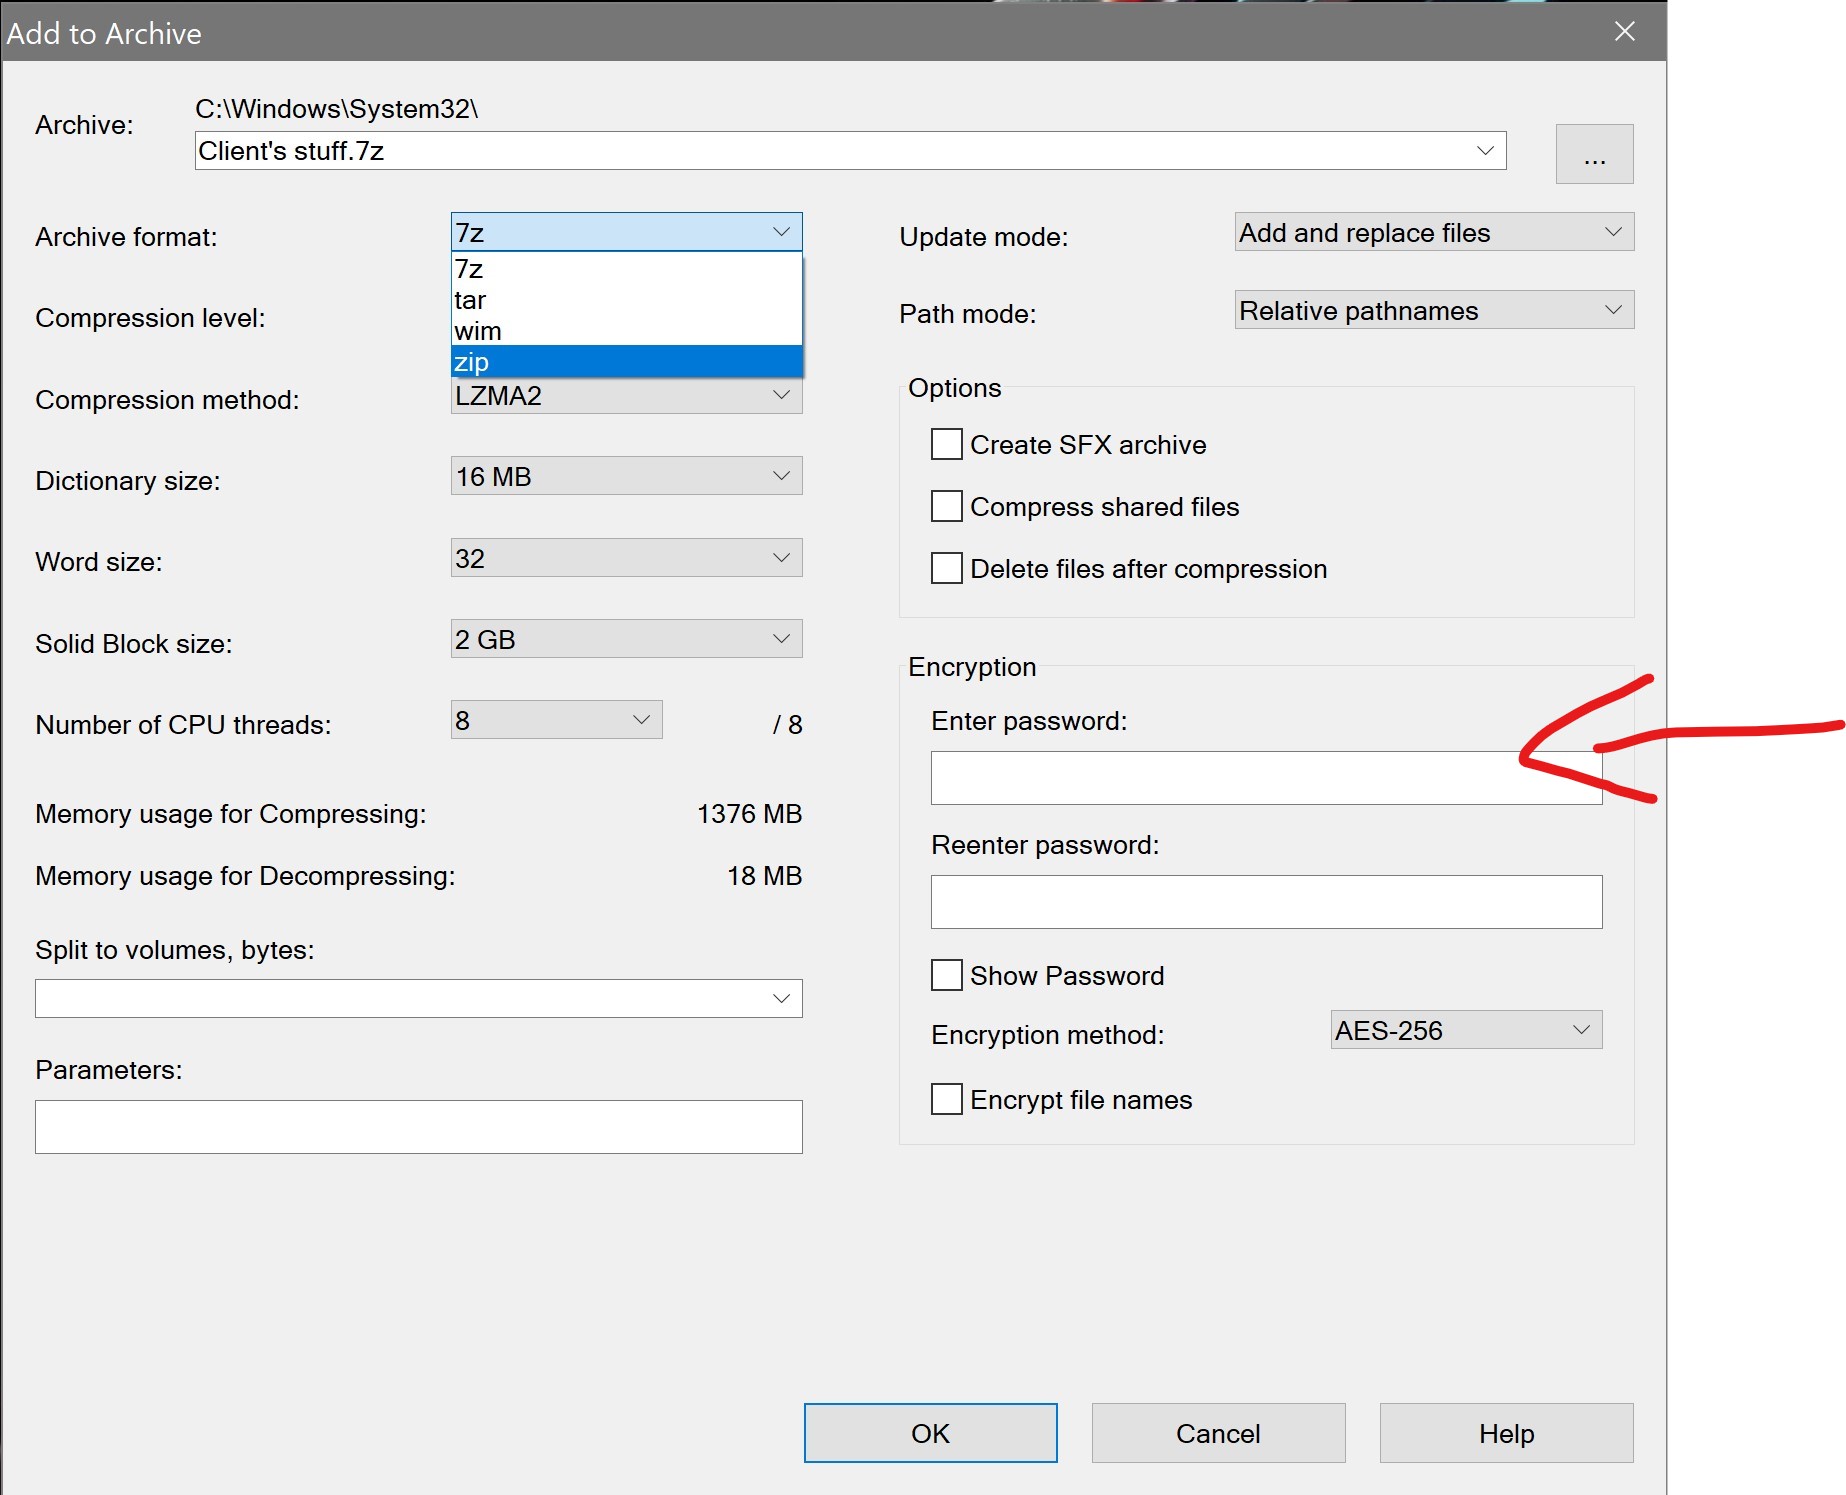 Add to Archive
Archive:
C:\Windows\System32\
Client's stuff.7z
...
Archive format:
7z
7z
tar
wim
zip
Compression level:
Compression method:
LZMA2
Dictionary size:
16 MB
Word size:
32
Solid Block size:
2 GB
Number of CPU threads:
8
/ 8
Memory usage for Compressing:
1376 MB
Memory usage for Decompressing:
18 MB
Split to volumes, bytes:
Parameters:
Update mode:
Add and replace files
Path mode:
Relative pathnames
Options
Create SFX archive
Compress shared files
Delete files after compression
Encryption
Enter password:
Reenter password:
Show Password
Encryption method:
AES-256
Encrypt file names
OK
Cancel
Help